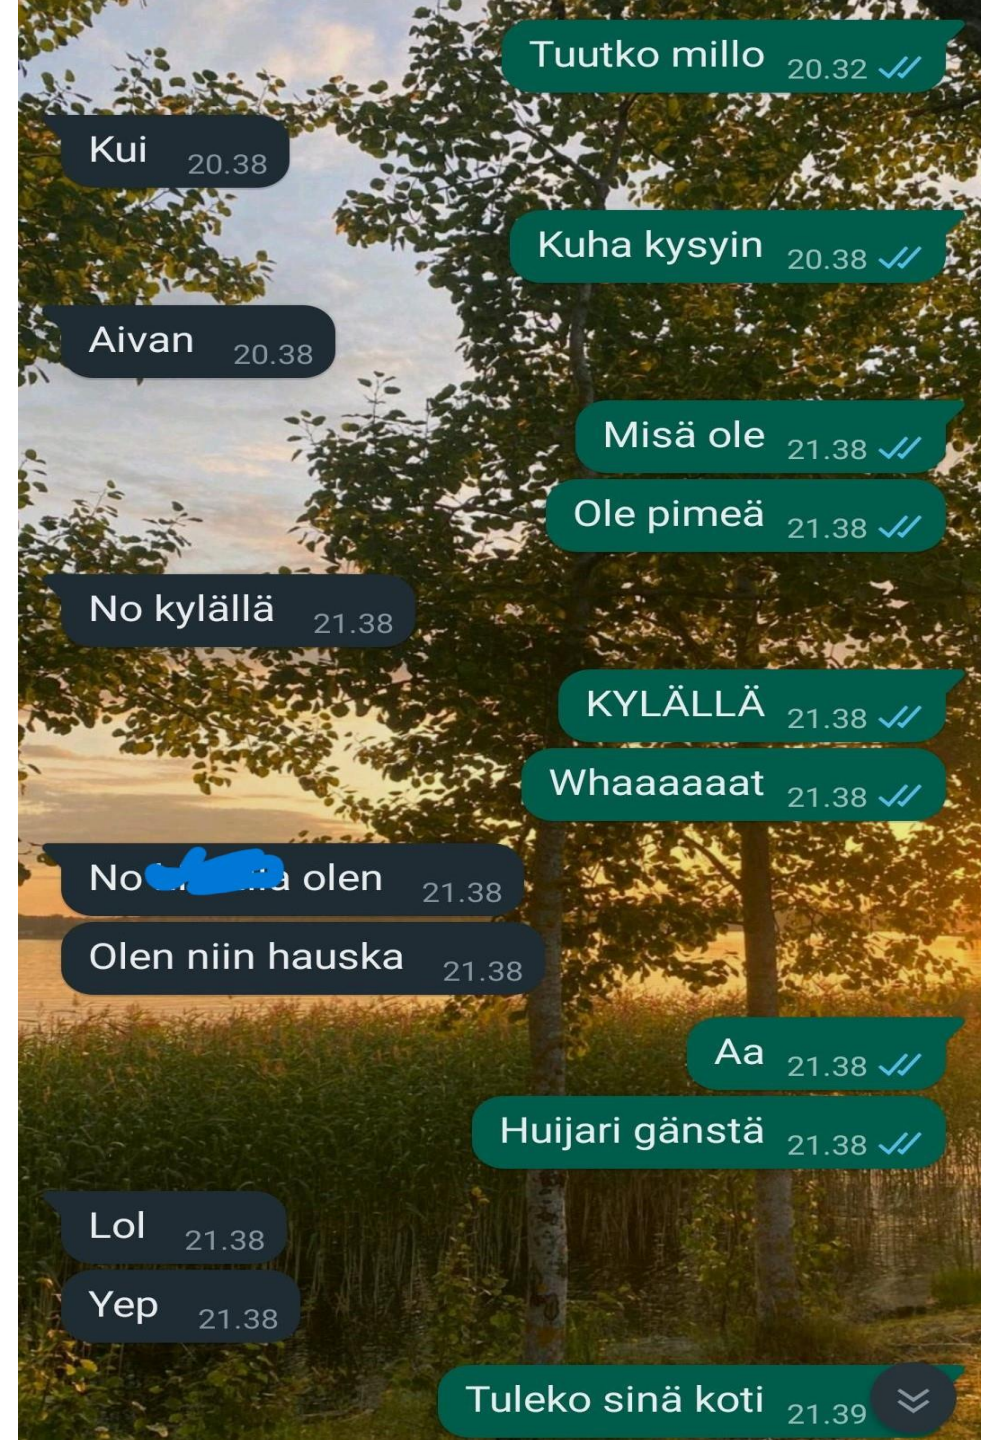 Tuutko millo 20.32
Kui 20.38
Kuha kysyin 20.38
Aivan 20.38
Misä ole 21.38
Ole pimeä 21.38
No kylällä 21.38
KYLÄLLÄ 21.38
Whaaaaaat 21.38
No olen 21.38
Olen niin hauska 21.38
Aa 21.38
Huijari gänstä 21.38
Lol 21.38
Yep 21.38
Tuleko sinä koti 21.39